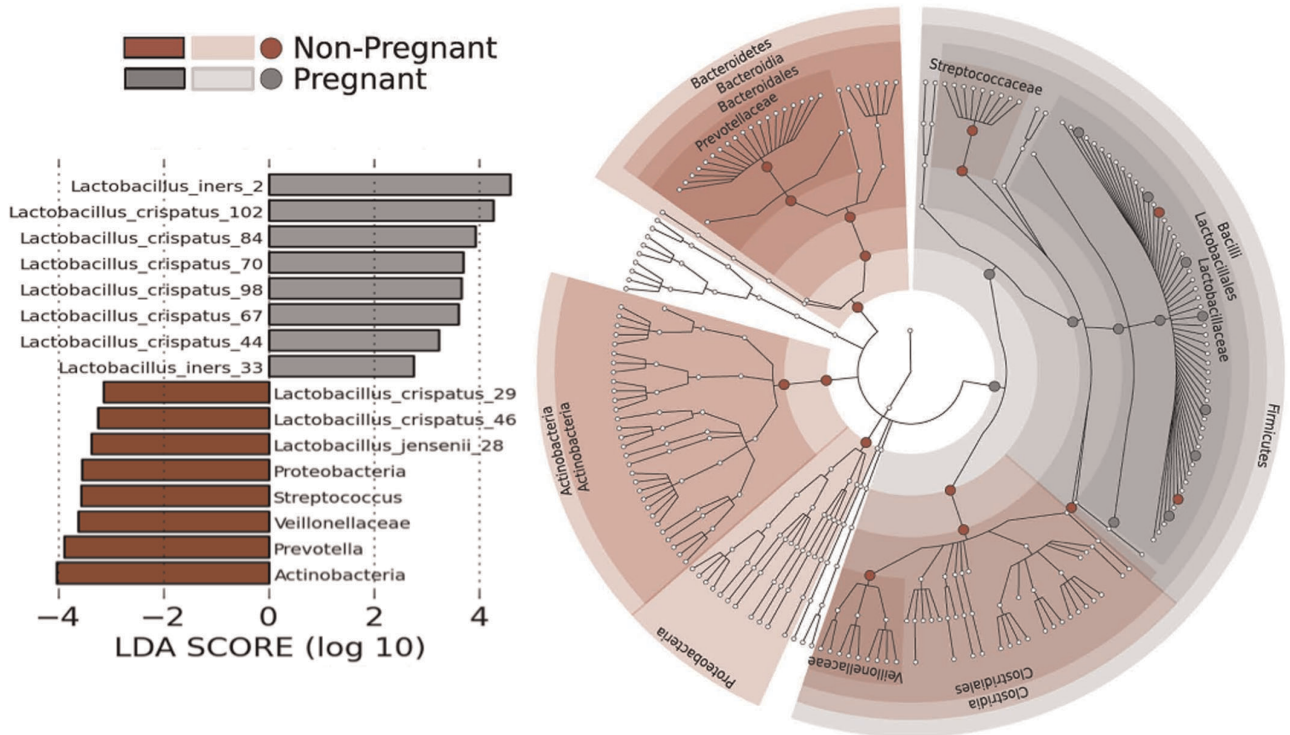 Non-Pregnant
Pregnant
Lactobacillus_iners_2
Lactobacillus_crispatus_102
Lactobacillus_crispatus_84
Lactobacillus_crispatus_70
Lactobacillus_crispatus_98
Lactobacillus_crispatus_67
Lactobacillus_crispatus_44
Lactobacillus_iners_33
Lactobacillus_crispatus_29
Lactobacillus_crispatus_46
Lactobacillus_jensenii_28
Proteobacteria
Streptococcus
Veillonellaceae
Prevotella
Actinobacteria
−4 −2 0 2 4
LDA SCORE (log 10)
Bacteroidetes
Bacteroidia
Bacteroidales
Prevotellaceae
Streptococcaceae
Bacilli
Lactobacillales
Lactobacillaceae
Firmicutes
Actinobacteria
Actinobacteria
Proteobacteria
Veillonellaceae
Clostridiales
Clostridia